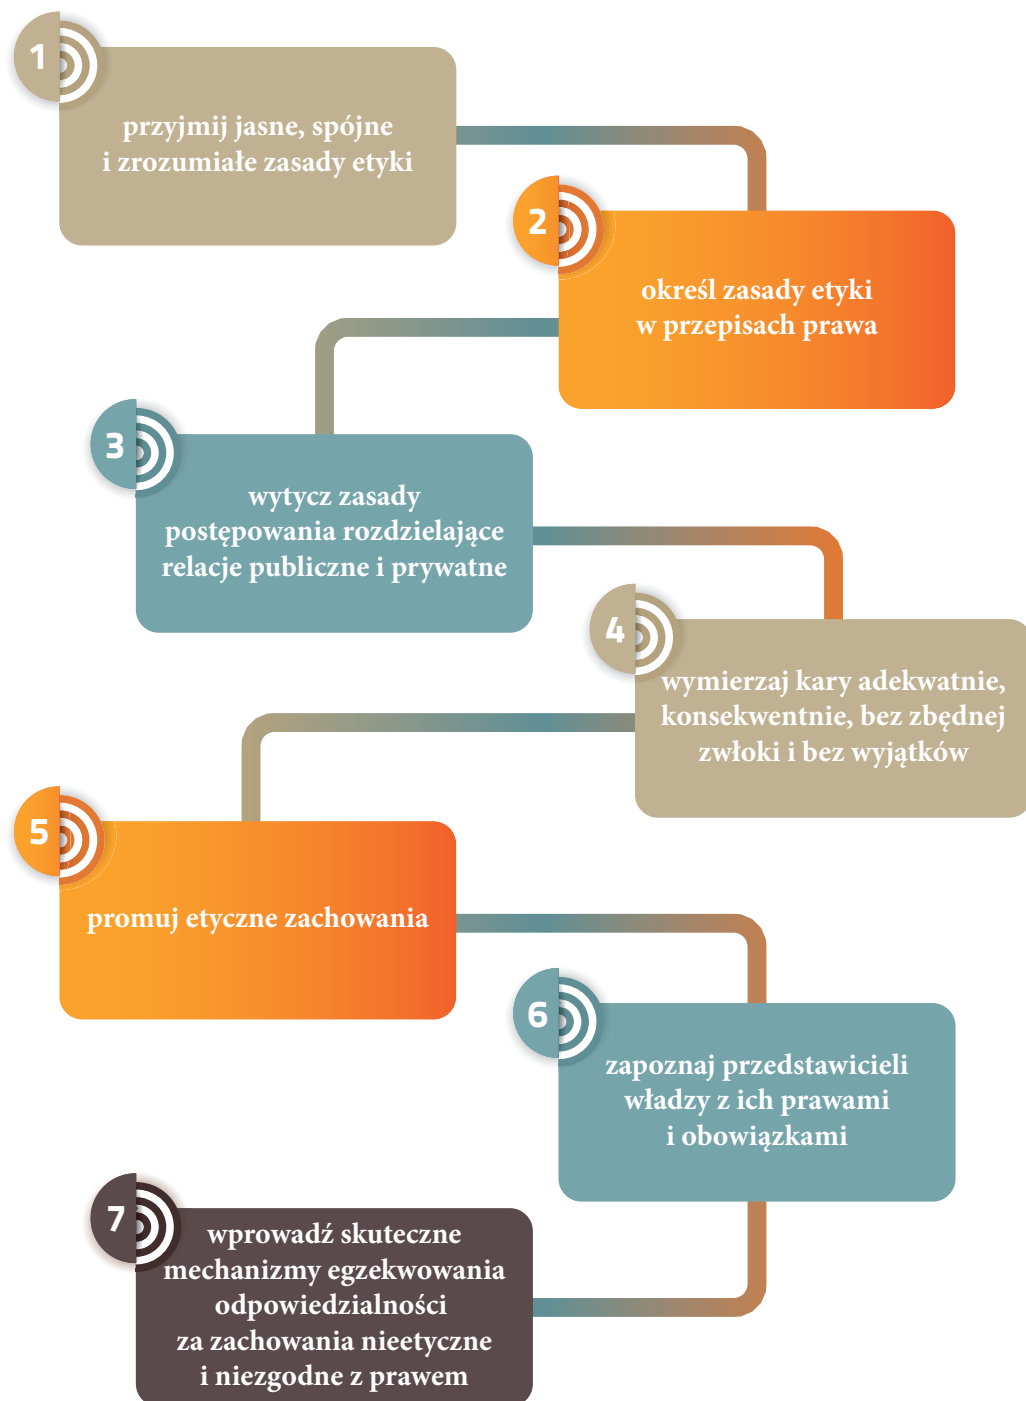 1
przyjmij jasne, spójne
i zrozumiałe zasady etyki
2
określ zasady etyki
w przepisach prawa
3
wytycz zasady
postępowania rozdzielające
relacje publiczne i prywatne
4
wymierzaj kary adekwatnie,
konsekwentnie, bez zbędnej
zwłoki i bez wyjątków
5
promuj etyczne zachowania
6
zapoznaj przedstawicieli
władzy z ich prawami
i obowiązkami
7
wprowadź skuteczne
mechanizmy egzekwowania
odpowiedzialności
za zachowania nieetyczne
i niezgodne z prawem